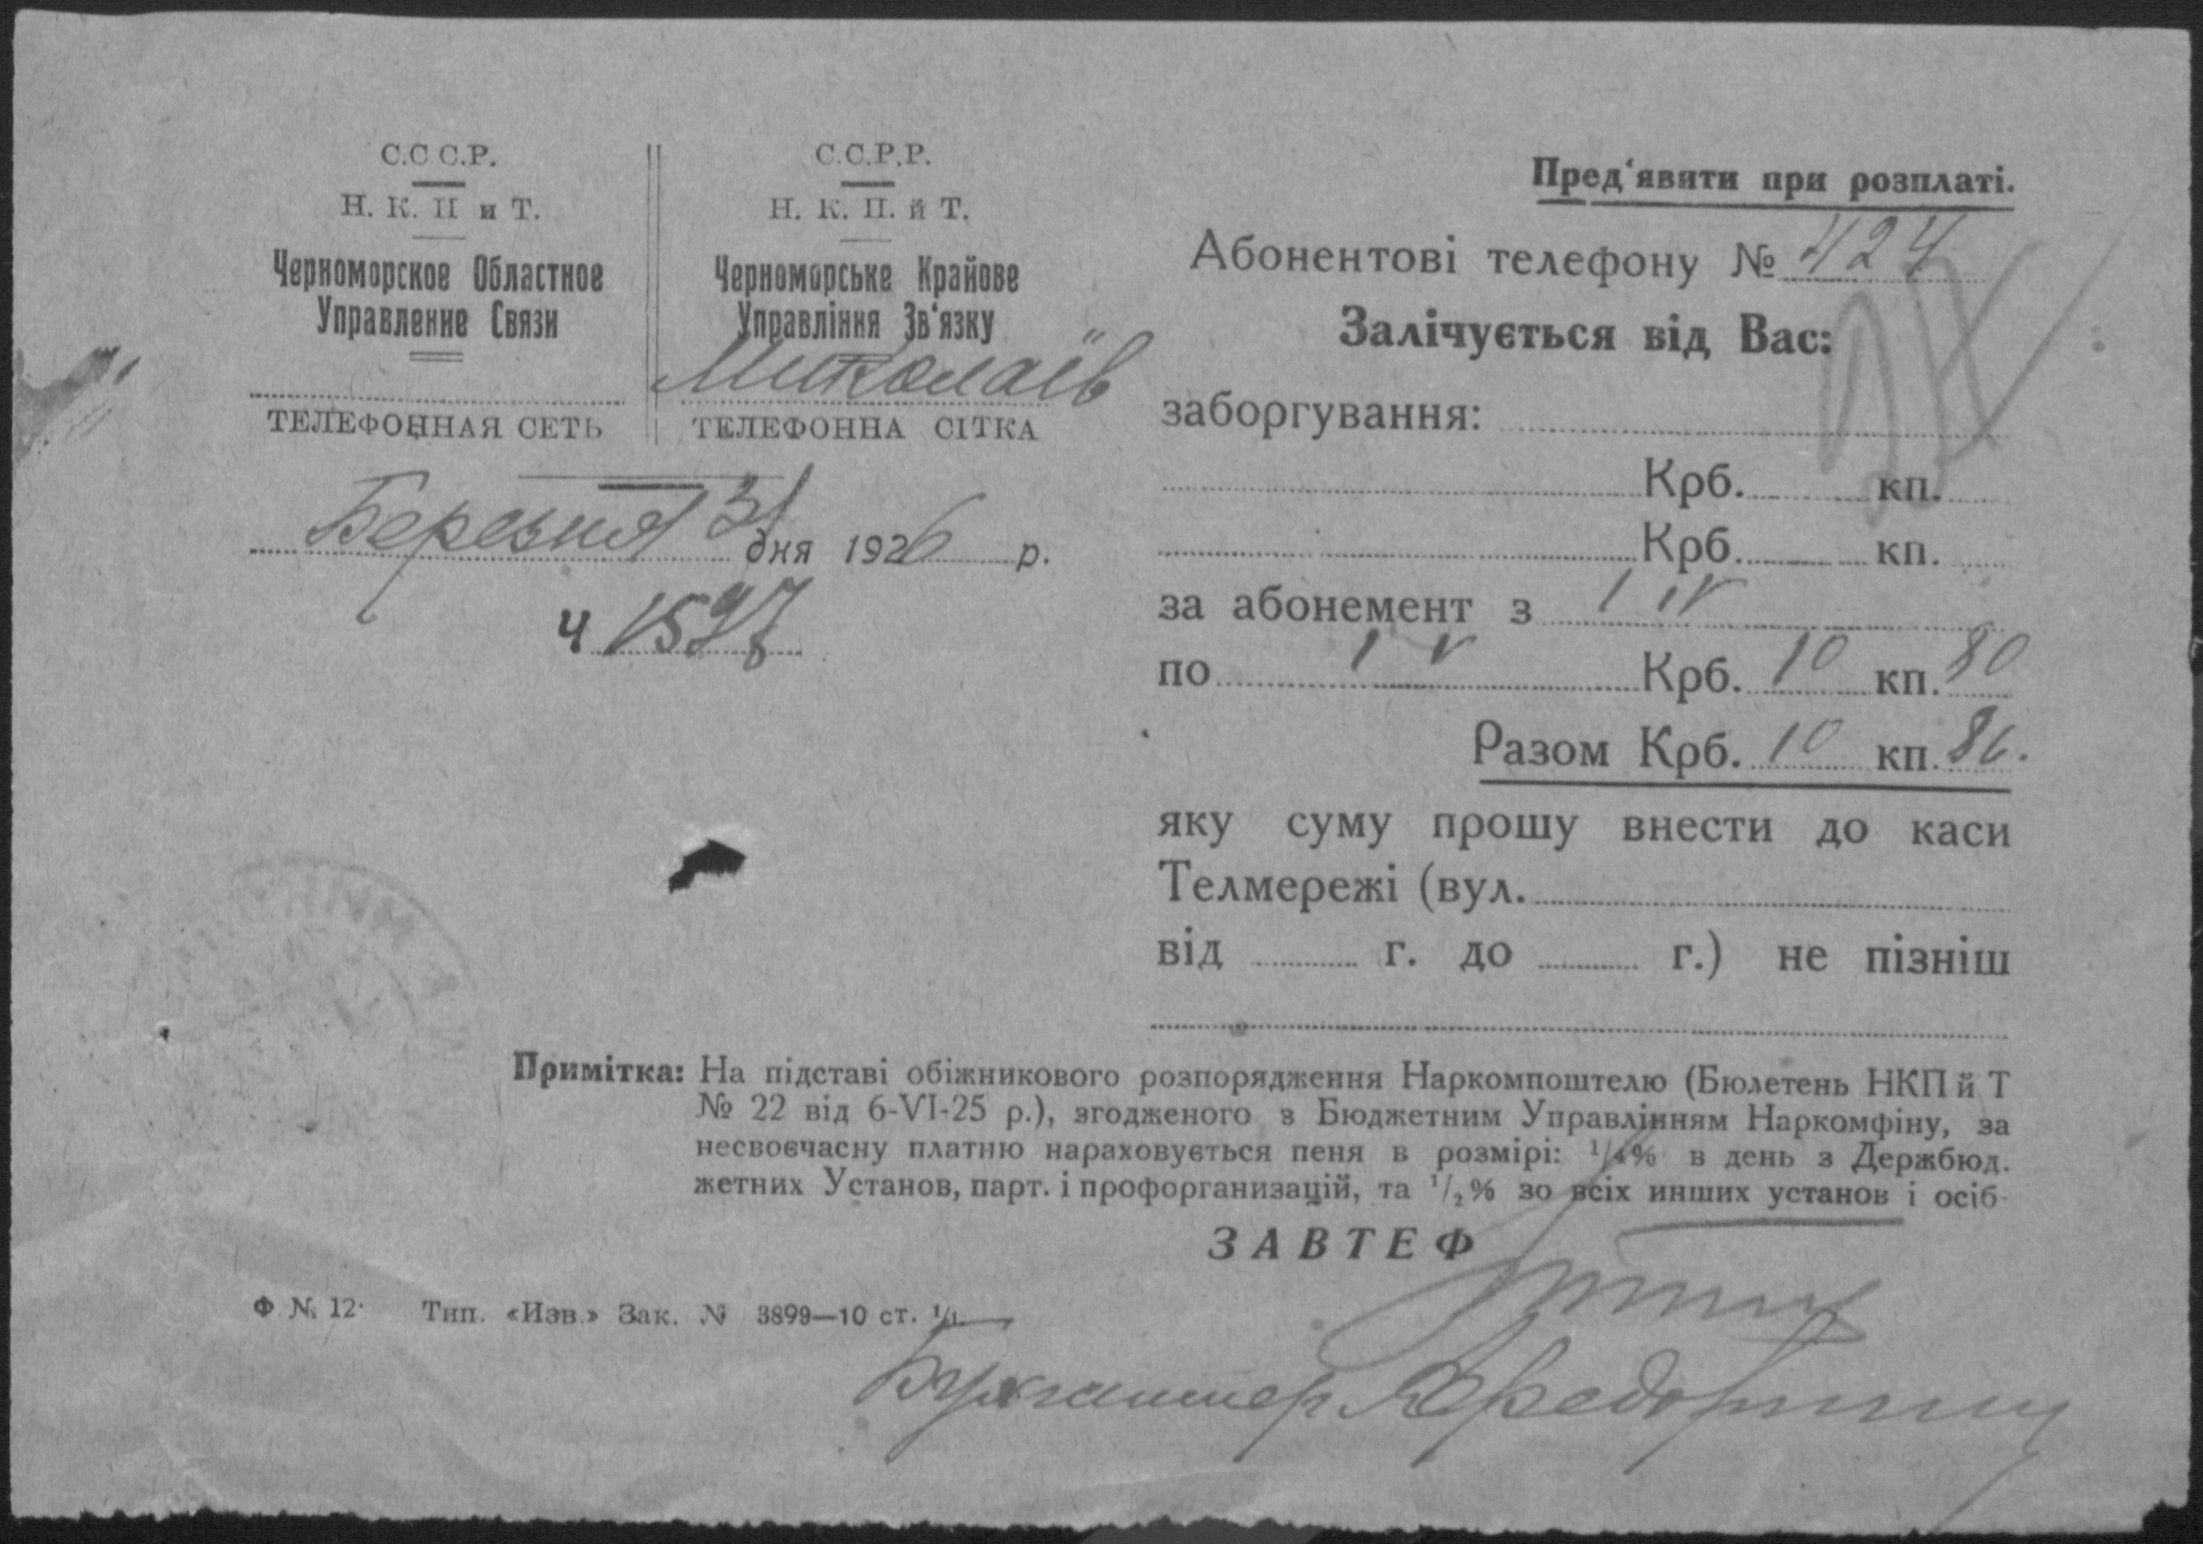 С.С С.Р.
Н. К. П и Т.
Черноморское Областное
Управление Связи
ТЕЛЕФОННАЯ СЕТЬ
С.С.Р.Р.
Н. К. П. й Т.
Черноморське Крайове
Управління Зв'язку
Миколаїв
ТЕЛЕФОННА СІТКА
Березня 31 дня 1926 р.
Ч 1597
Пред'явити при розплаті.
Абонентові телефону № 424
Залічується від Вас:
заборгування:
Крб. кп.
Крб. кп.
за абонемент з 1 IV
по 1 V Крб. 10 кп. 80
Разом Крб. 10 кп. 80.
яку суму прошу внести до каси
Телмережі (вул.
від г. до г.) не пізніш
Примітка: На підставі обіжникового розпорядження Наркомпоштелю (Бюлетень НКП й Т
№ 22 від 6-VI-25 р.), згодженого з Бюджетним Управлінням Наркомфіну, за
несвоєчасну платню нараховується пеня в розмірі: 1/4% в день з Держбюд.
жетних Установ, парт. і профорганизацій, та 1/2% зо всіх инших установ і осіб-
ЗАВТЕФ
Ф № 12· Тип. «Изв.» Зак. № 3899—10 ст. 1/1.
Бухгалтер